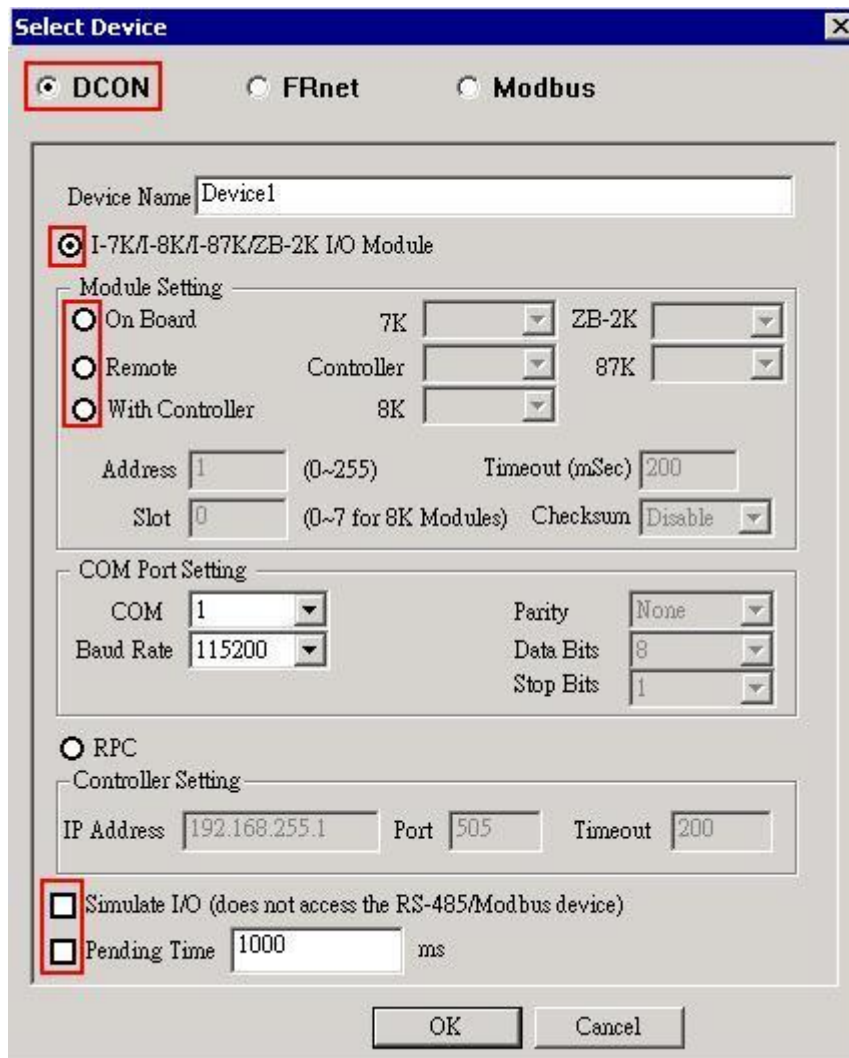 Select Device
DCON FRnet Modbus
Device Name Device1
I-7K/I-8K/I-87K/ZB-2K I/O Module
Module Setting
On Board 7K ZB-2K
Remote Controller 87K
With Controller 8K
Address 1 (0~255) Timeout (mSec) 200
Slot 0 (0~7 for 8K Modules) Checksum Disable
COM Port Setting
COM 1 Parity None
Baud Rate 115200 Data Bits 8
Stop Bits 1
RPC
Controller Setting
IP Address 192.168.255.1 Port 505 Timeout 200
Simulate I/O (does not access the RS-485/Modbus device)
Pending Time 1000 ms
OK Cancel